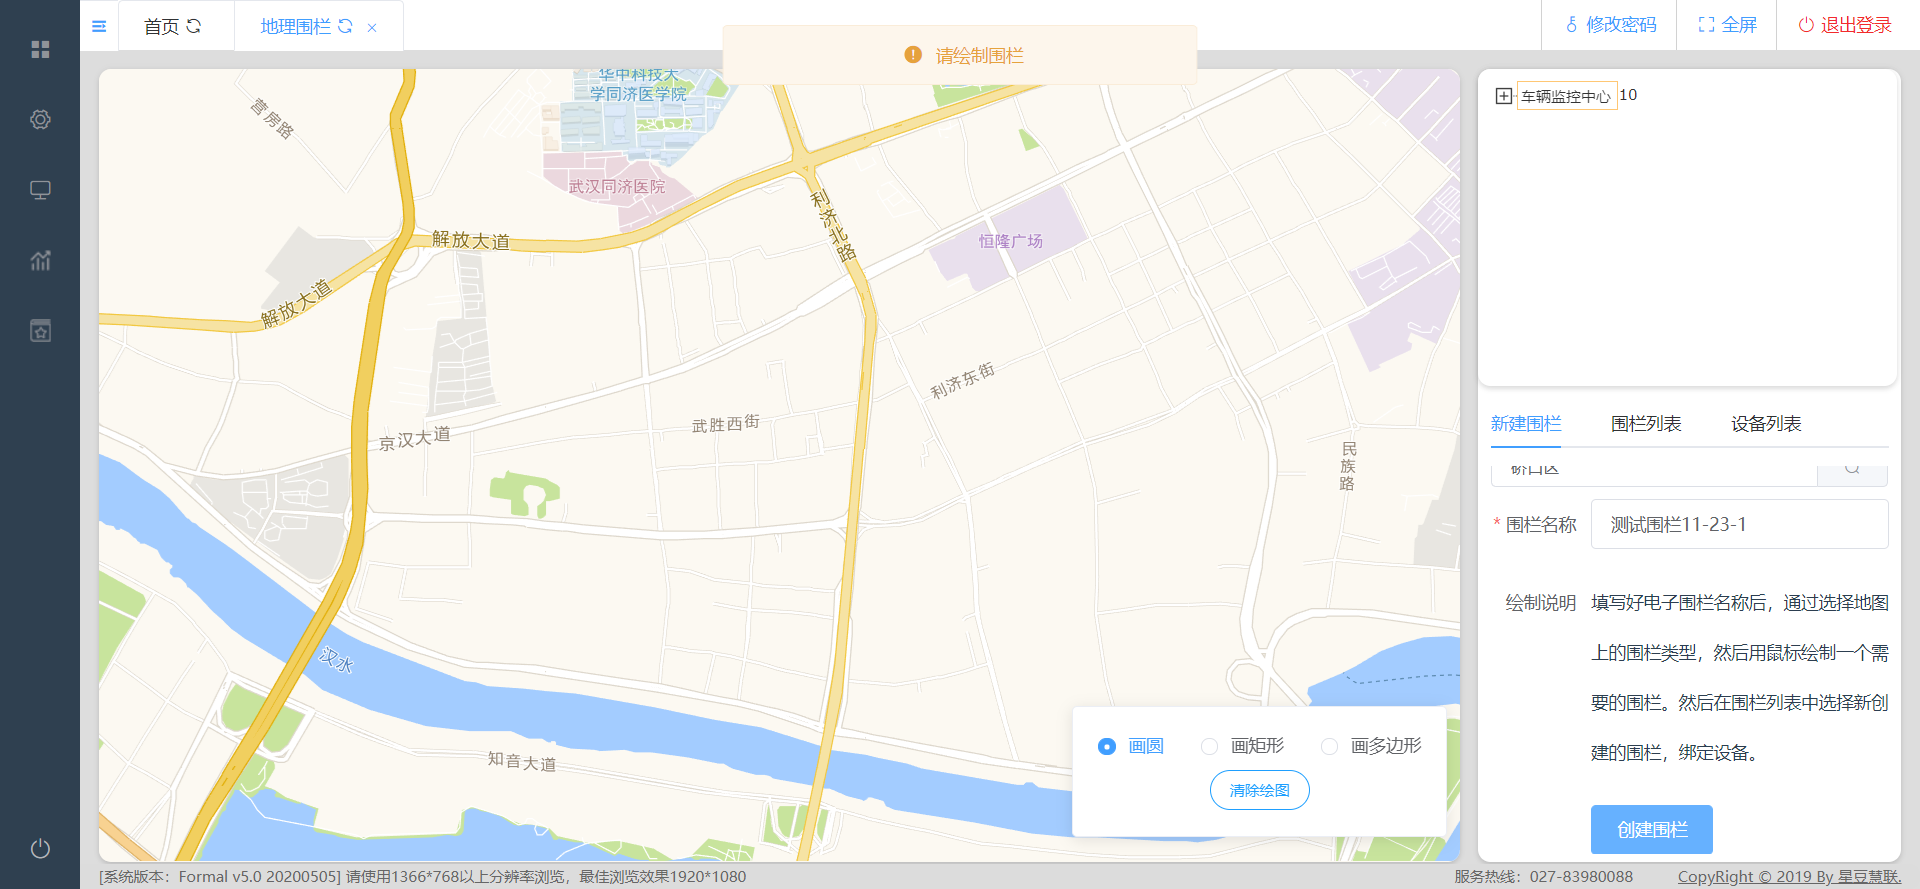 首页
地理围栏
请绘制围栏
修改密码
全屏
退出登录
营房路
华中科技大
学同济医学院
武汉同济医院
利济北路
解放大道
恒隆广场
解放大道
利济东街
武胜西街
京汉大道
民族路
汉水
知音大道
画圆
画矩形
画多边形
清除绘图
车辆监控中心 10
新建围栏
围栏列表
设备列表
硚口区
* 围栏名称
测试围栏11-23-1
绘制说明
填写好电子围栏名称后，通过选择地图
上的围栏类型，然后用鼠标绘制一个需
要的围栏。然后在围栏列表中选择新创
建的围栏，绑定设备。
创建围栏
[系统版本：Formal v5.0 20200505] 请使用1366*768以上分辨率浏览，最佳浏览效果1920*1080
服务热线：027-83980088
CopyRight © 2019 By 星豆慧联.